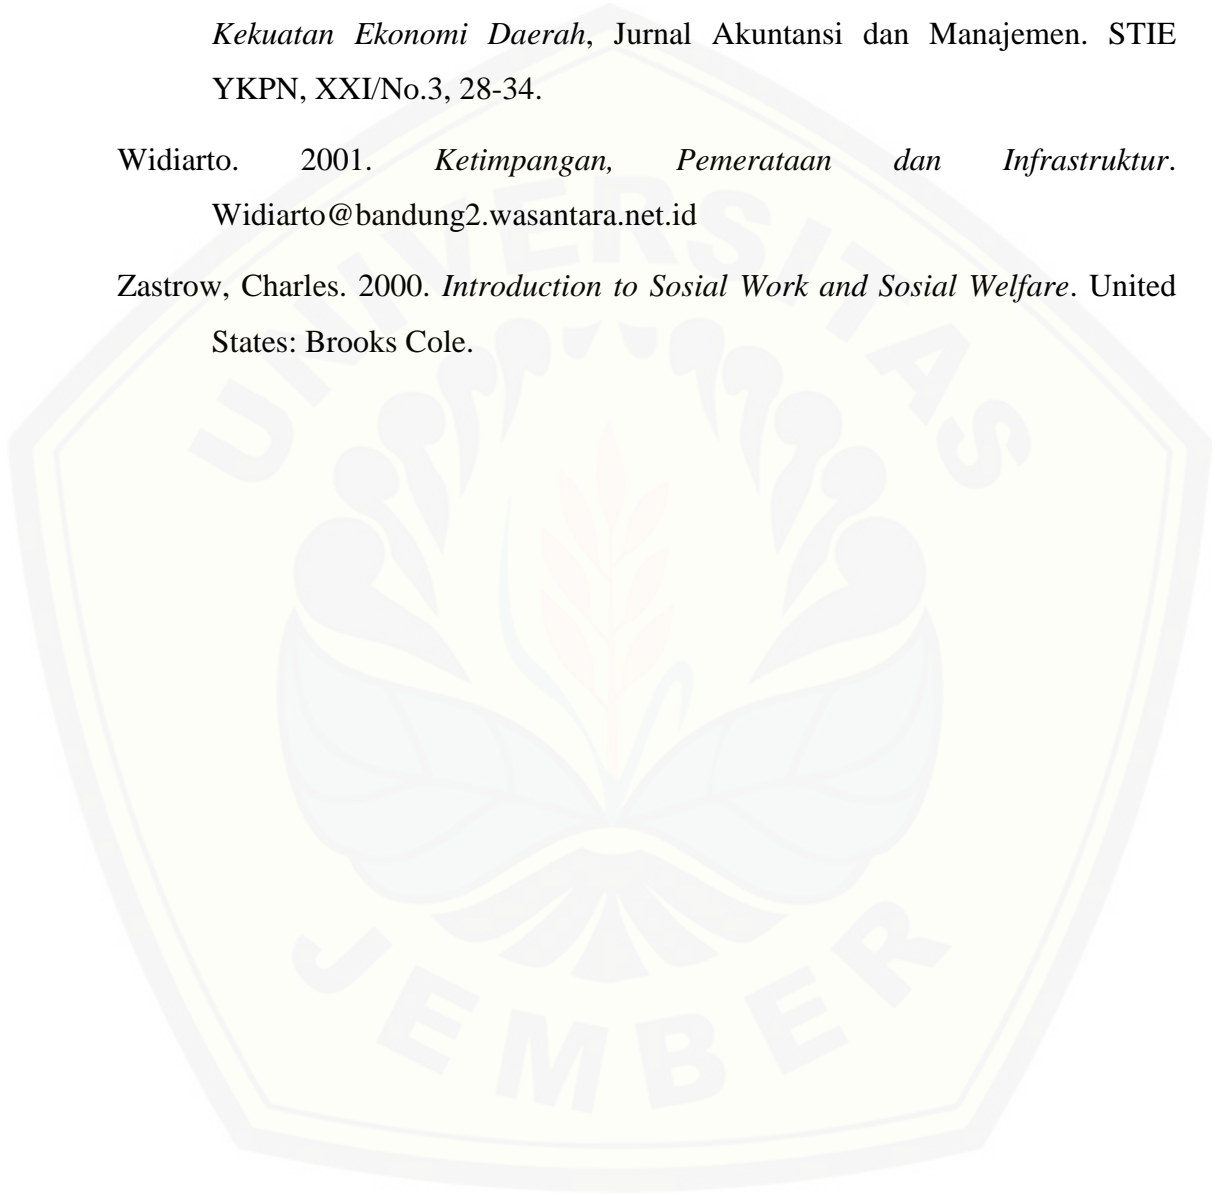 Kekuatan Ekonomi Daerah, Jurnal Akuntansi dan Manajemen. STIE
YKPN, XXI/No.3, 28-34.
Widiarto. 2001. Ketimpangan, Pemerataan dan Infrastruktur.
Widiarto@bandung2.wasantara.net.id
Zastrow, Charles. 2000. Introduction to Sosial Work and Sosial Welfare. United
States: Brooks Cole.
UNIVERSITAS
JEMBER